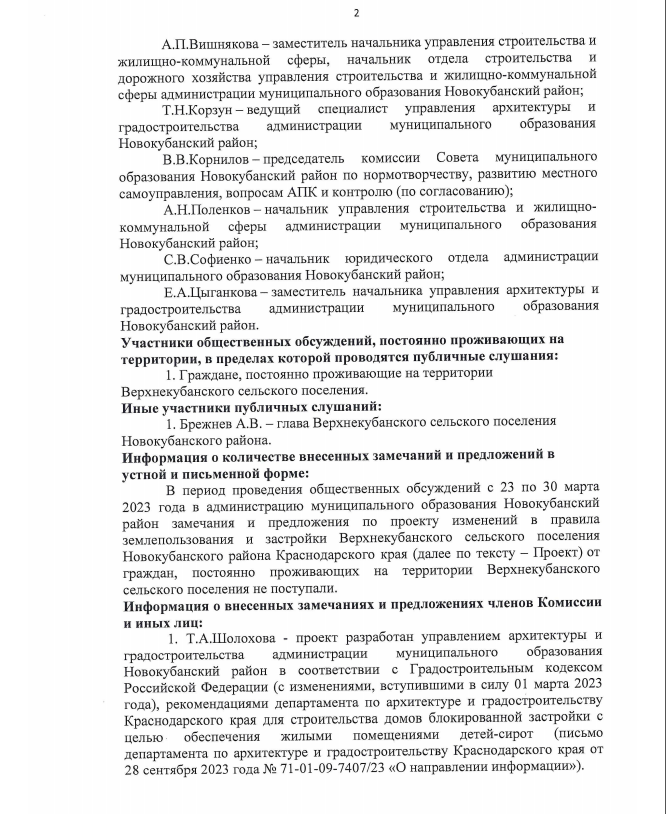 2
А.П.Вишнякова – заместитель начальника управления строительства и
жилищно-коммунальной сферы, начальник отдела строительства и
дорожного хозяйства управления строительства и жилищно-коммунальной
сферы администрации муниципального образования Новокубанский район;
Т.Н.Корзун – ведущий специалист управления архитектуры и
градостроительства администрации муниципального образования
Новокубанский район;
В.В.Корнилов – председатель комиссии Совета муниципального
образования Новокубанский район по нормотворчеству, развитию местного
самоуправления, вопросам АПК и контролю (по согласованию);
А.Н.Поленков – начальник управления строительства и жилищно-
коммунальной сферы администрации муниципального образования
Новокубанский район;
С.В.Софиенко – начальник юридического отдела администрации
муниципального образования Новокубанский район;
Е.А.Цыганкова – заместитель начальника управления архитектуры и
градостроительства администрации муниципального образования
Новокубанский район.
Участники общественных обсуждений, постоянно проживающих на
территории, в пределах которой проводятся публичные слушания:
1. Граждане, постоянно проживающие на территории
Верхнекубанского сельского поселения.
Иные участники публичных слушаний:
1. Брежнев А.В. – глава Верхнекубанского сельского поселения
Новокубанского района.
Информация о количестве внесенных замечаний и предложений в
устной и письменной форме:
В период проведения общественных обсуждений с 23 по 30 марта
2023 года в администрацию муниципального образования Новокубанский
район замечания и предложения по проекту изменений в правила
землепользования и застройки Верхнекубанского сельского поселения
Новокубанского района Краснодарского края (далее по тексту – Проект) от
граждан, постоянно проживающих на территории Верхнекубанского
сельского поселения не поступали.
Информация о внесенных замечаниях и предложениях членов Комиссии
и иных лиц:
1. Т.А.Шолохова - проект разработан управлением архитектуры и
градостроительства администрации муниципального образования
Новокубанский район в соответствии с Градостроительным кодексом
Российской Федерации (с изменениями, вступившими в силу 01 марта 2023
года), рекомендациями департамента по архитектуре и градостроительству
Краснодарского края для строительства домов блокированной застройки с
целью обеспечения жилыми помещениями детей-сирот (письмо
департамента по архитектуре и градостроительству Краснодарского края от
28 сентября 2023 года № 71-01-09-7407/23 «О направлении информации»).